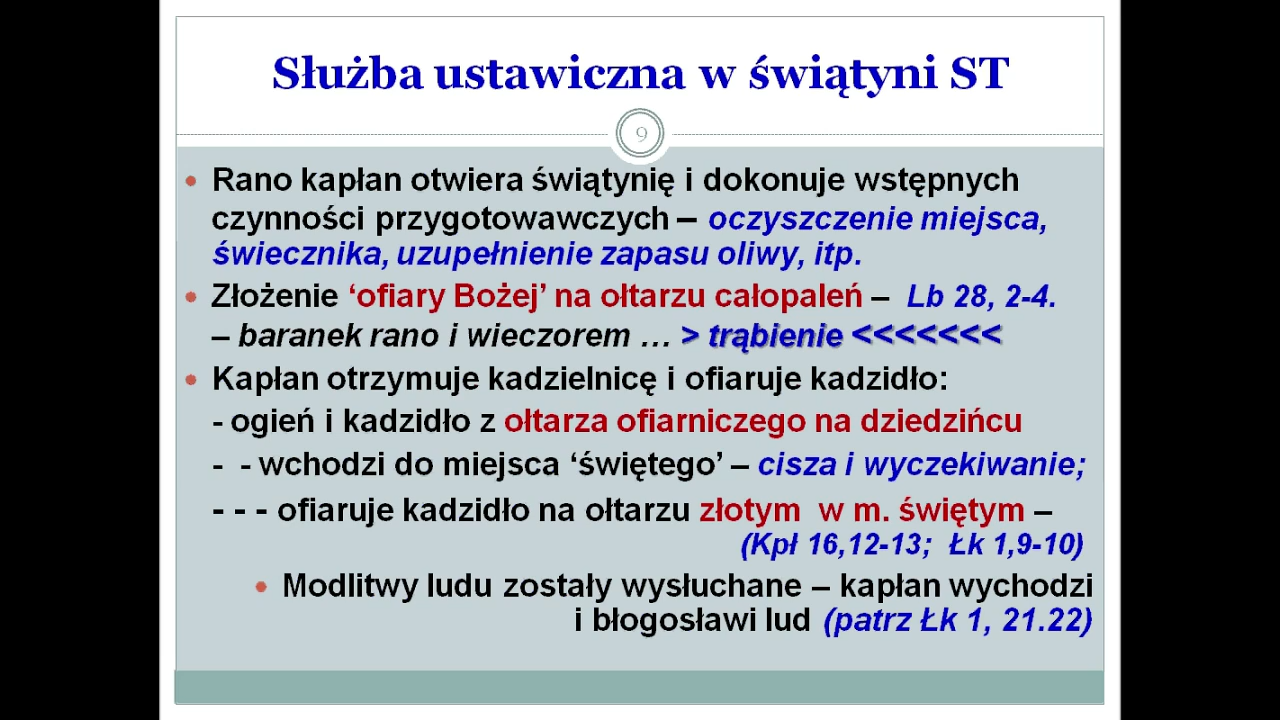 Służba ustawiczna w świątyni ST
9
• Rano kapłan otwiera świątynię i dokonuje wstępnych
czynności przygotowawczych – oczyszczenie miejsca,
świecznika, uzupełnienie zapasu oliwy, itp.
• Złożenie ‘ofiary Bożej’ na ołtarzu całopaleń – Lb 28, 2-4.
– baranek rano i wieczorem … > trąbienie <<<<<<<
• Kapłan otrzymuje kadzielnicę i ofiaruje kadzidło:
- ogień i kadzidło z ołtarza ofiarniczego na dziedzińcu
- - wchodzi do miejsca ‘świętego’ – cisza i wyczekiwanie;
- - - ofiaruje kadzidło na ołtarzu złotym w m. świętym –
(Kpł 16,12-13; Łk 1,9-10)
• Modlitwy ludu zostały wysłuchane – kapłan wychodzi
i błogosławi lud (patrz Łk 1, 21.22)